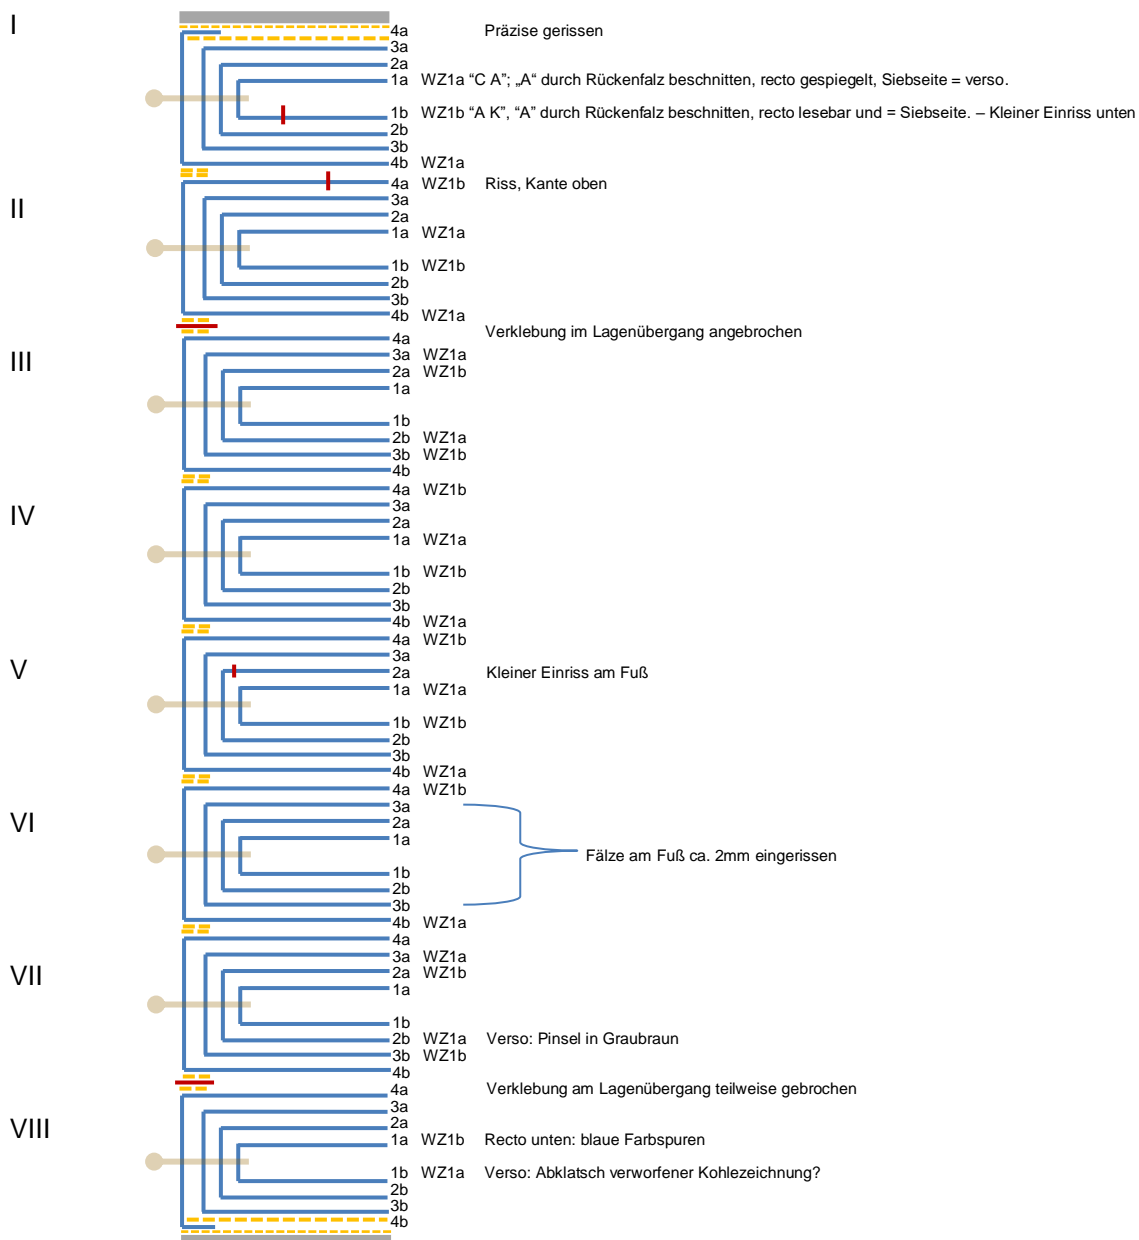 I
4a Präzise gerissen
3a
2a
1a WZ1a “C A”; „A“ durch Rückenfalz beschnitten, recto gespiegelt, Siebseite = verso.
1b WZ1b “A K”, “A” durch Rückenfalz beschnitten, recto lesebar und = Siebseite. – Kleiner Einriss unten
2b
3b
4b WZ1a
4a WZ1b Riss, Kante oben
II
3a
2a
1a WZ1a
1b WZ1b
2b
3b
4b WZ1a
Verklebung im Lagenübergang angebrochen
4a
III
3a WZ1a
2a WZ1b
1a
1b
2b WZ1a
3b WZ1b
4b
4a WZ1b
IV
3a
2a
1a WZ1a
1b WZ1b
2b
3b
4b WZ1a
4a WZ1b
V
3a
2a Kleiner Einriss am Fuß
1a WZ1a
1b WZ1b
2b
3b
4b WZ1a
4a WZ1b
VI
3a
2a
1a
Fälze am Fuß ca. 2mm eingerissen
1b
2b
3b
4b WZ1a
4a
VII
3a WZ1a
2a WZ1b
1a
1b
2b WZ1a Verso: Pinsel in Graubraun
3b WZ1b
4b
4a Verklebung am Lagenübergang teilweise gebrochen
VIII
3a
2a
1a WZ1b Recto unten: blaue Farbspuren
1b WZ1a Verso: Abklatsch verworfener Kohlezeichnung?
2b
3b
4b